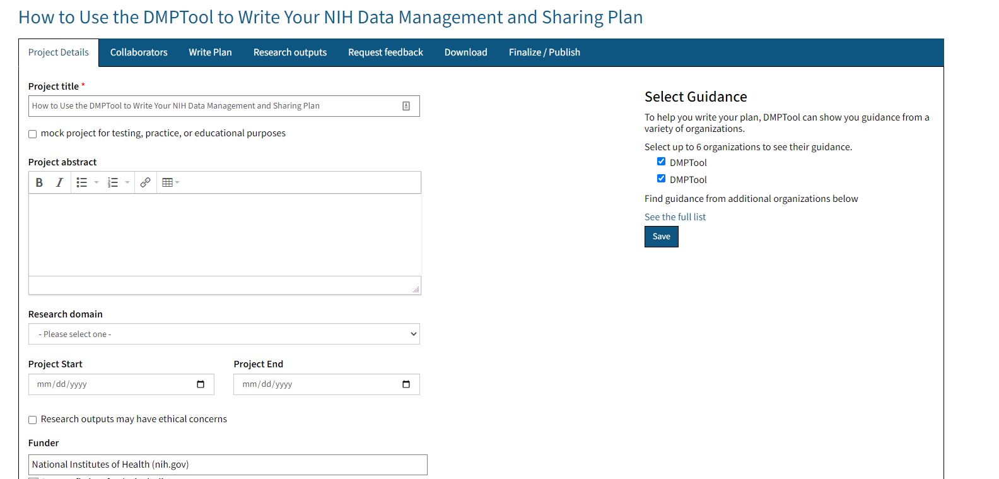 How to Use the DMPTool to Write Your NIH Data Management and Sharing Plan
Project Details Collaborators Write Plan Research outputs Request feedback Download Finalize / Publish
Project title *
How to Use the DMPTool to Write Your NIH Data Management and Sharing Plan
mock project for testing, practice, or educational purposes
Project abstract
B I
Research domain
- Please select one -
Project Start Project End
mm/dd/yyyy mm/dd/yyyy
Research outputs may have ethical concerns
Funder
National Institutes of Health (nih.gov)
Select Guidance
To help you write your plan, DMPTool can show you guidance from a
variety of organizations.
Select up to 6 organizations to see their guidance.
DMPTool
DMPTool
Find guidance from additional organizations below
See the full list
Save